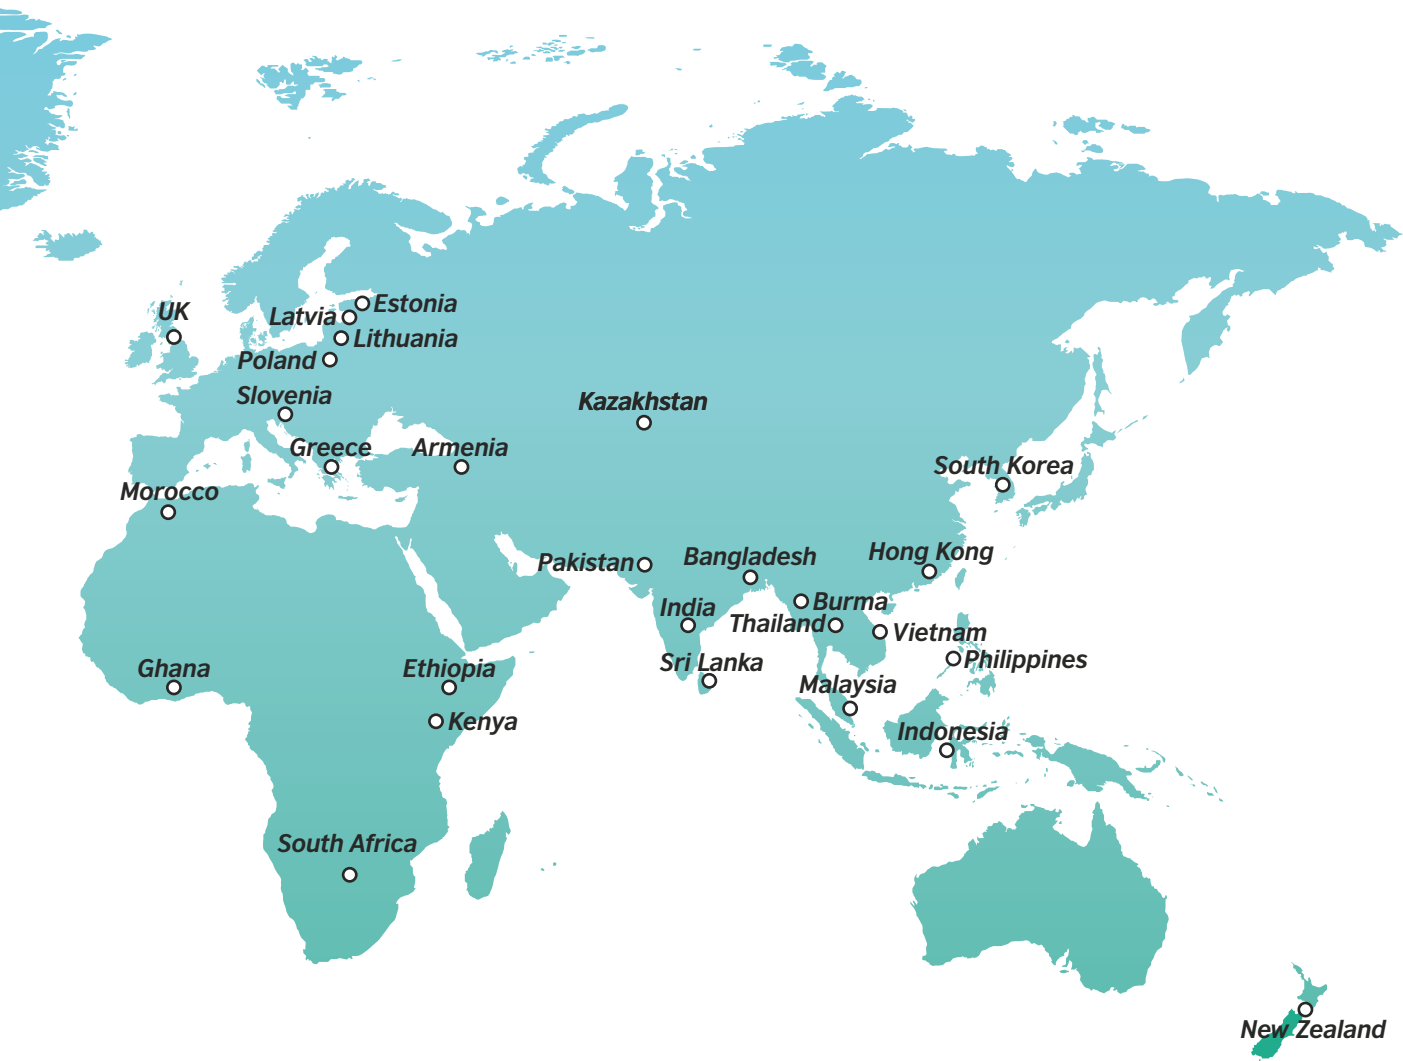 Estonia
UK
Latvia
Lithuania
Poland
Slovenia
Kazakhstan
Greece
Armenia
South Korea
Morocco
Hong Kong
Bangladesh
Pakistan
Burma
India
Thailand
Vietnam
Philippines
Sri Lanka
Ghana
Ethiopia
Malaysia
Kenya
Indonesia
South Africa
New Zealand